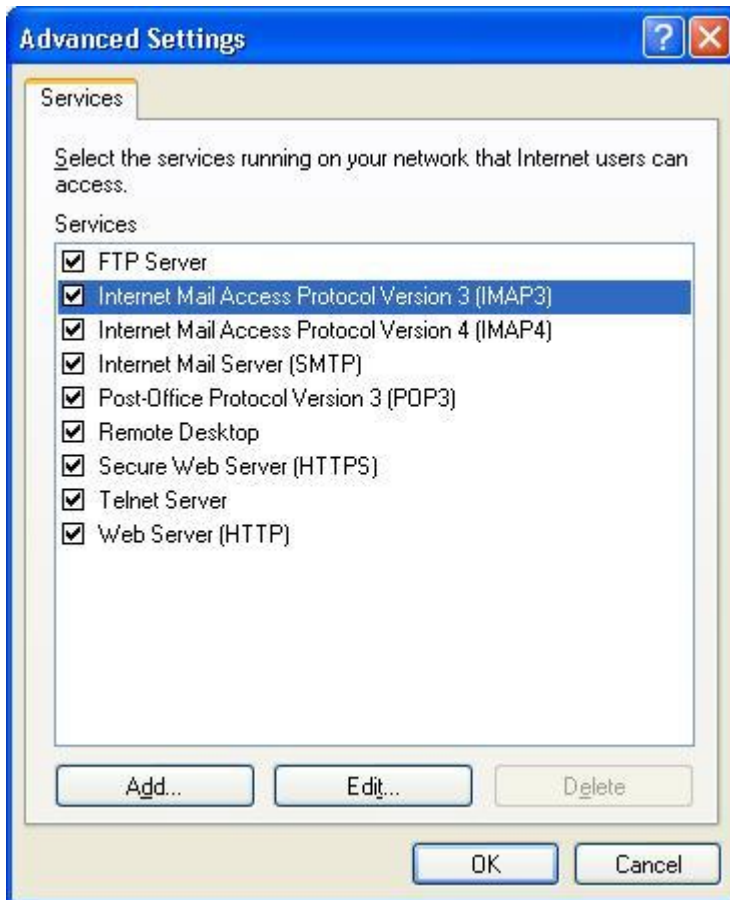 Advanced Settings
Services
Select the services running on your network that Internet users can
access.
Services
FTP Server
Internet Mail Access Protocol Version 3 (IMAP3)
Internet Mail Access Protocol Version 4 (IMAP4)
Internet Mail Server (SMTP)
Post-Office Protocol Version 3 (POP3)
Remote Desktop
Secure Web Server (HTTPS)
Telnet Server
Web Server (HTTP)
Add... Edit... Delete
OK Cancel